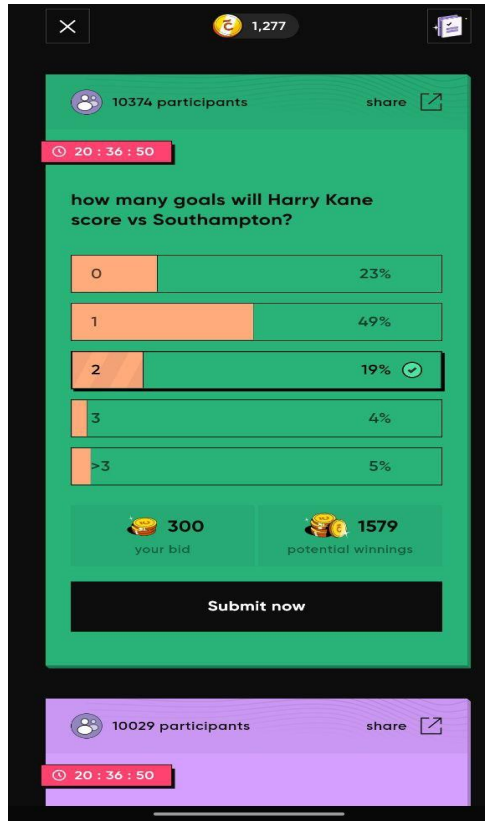 1,277
10374 participants
share
20 : 36 : 50
how many goals will Harry Kane
score vs Southampton?
0
23%
1
49%
2
19%
3
4%
>3
5%
300
your bid
1579
potential winnings
Submit now
10029 participants
share
20 : 36 : 50